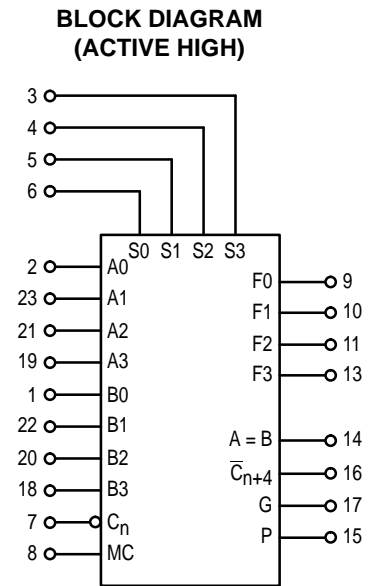 BLOCK DIAGRAM
(ACTIVE HIGH)
3
4
5
6
S0 S1 S2 S3
2 A0 F0 9
23 A1 F1 10
21 A2 F2 11
19 A3 F3 13
1 B0
22 B1
20 B2 A = B 14
18 B3 C̅n+4 16
7 Cn G 17
8 MC P 15